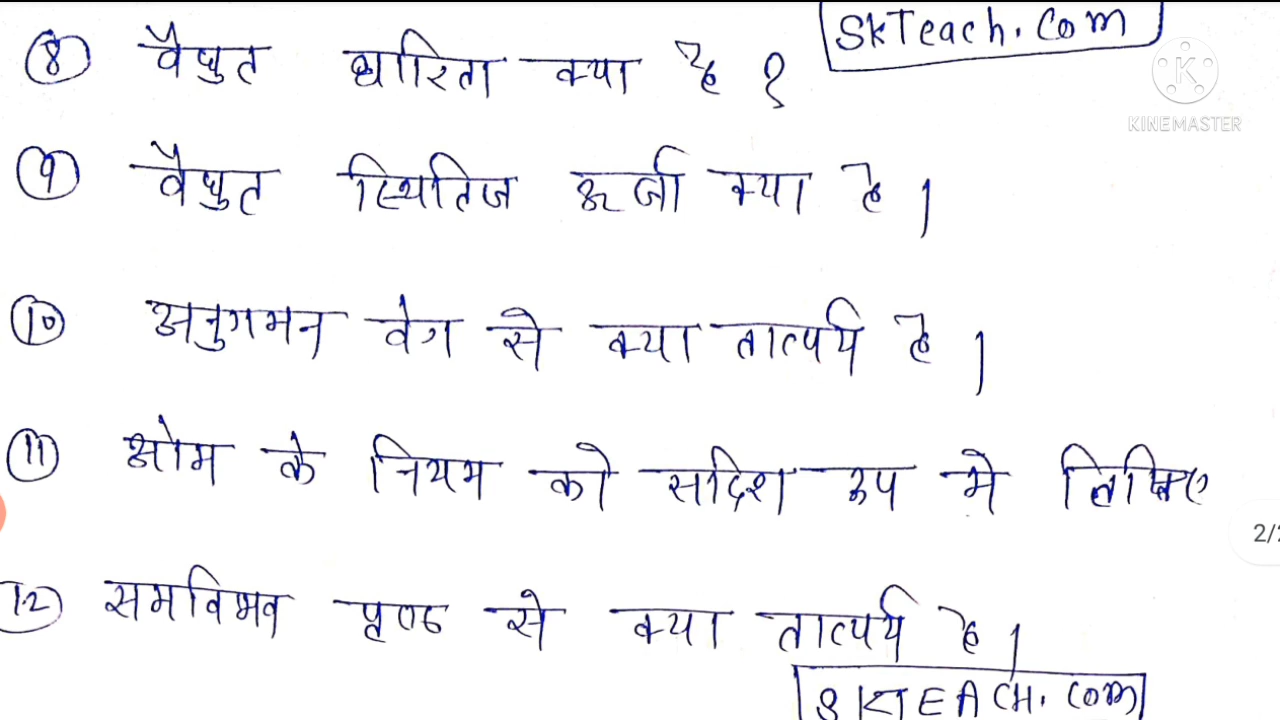 SkTeach.Com
⑧ वैद्युत धारिता क्या है ?
KINEMASTER
⑨ वैद्युत स्थितिज ऊर्जा क्या है ।
⑩ अनुगमन वेग से क्या तात्पर्य है ।
⑪ ओम के नियम को सदिश रूप मे लिखिए
2/2
⑫ समविभव पृष्ठ से क्या तात्पर्य है ।
SKTEACH.COM